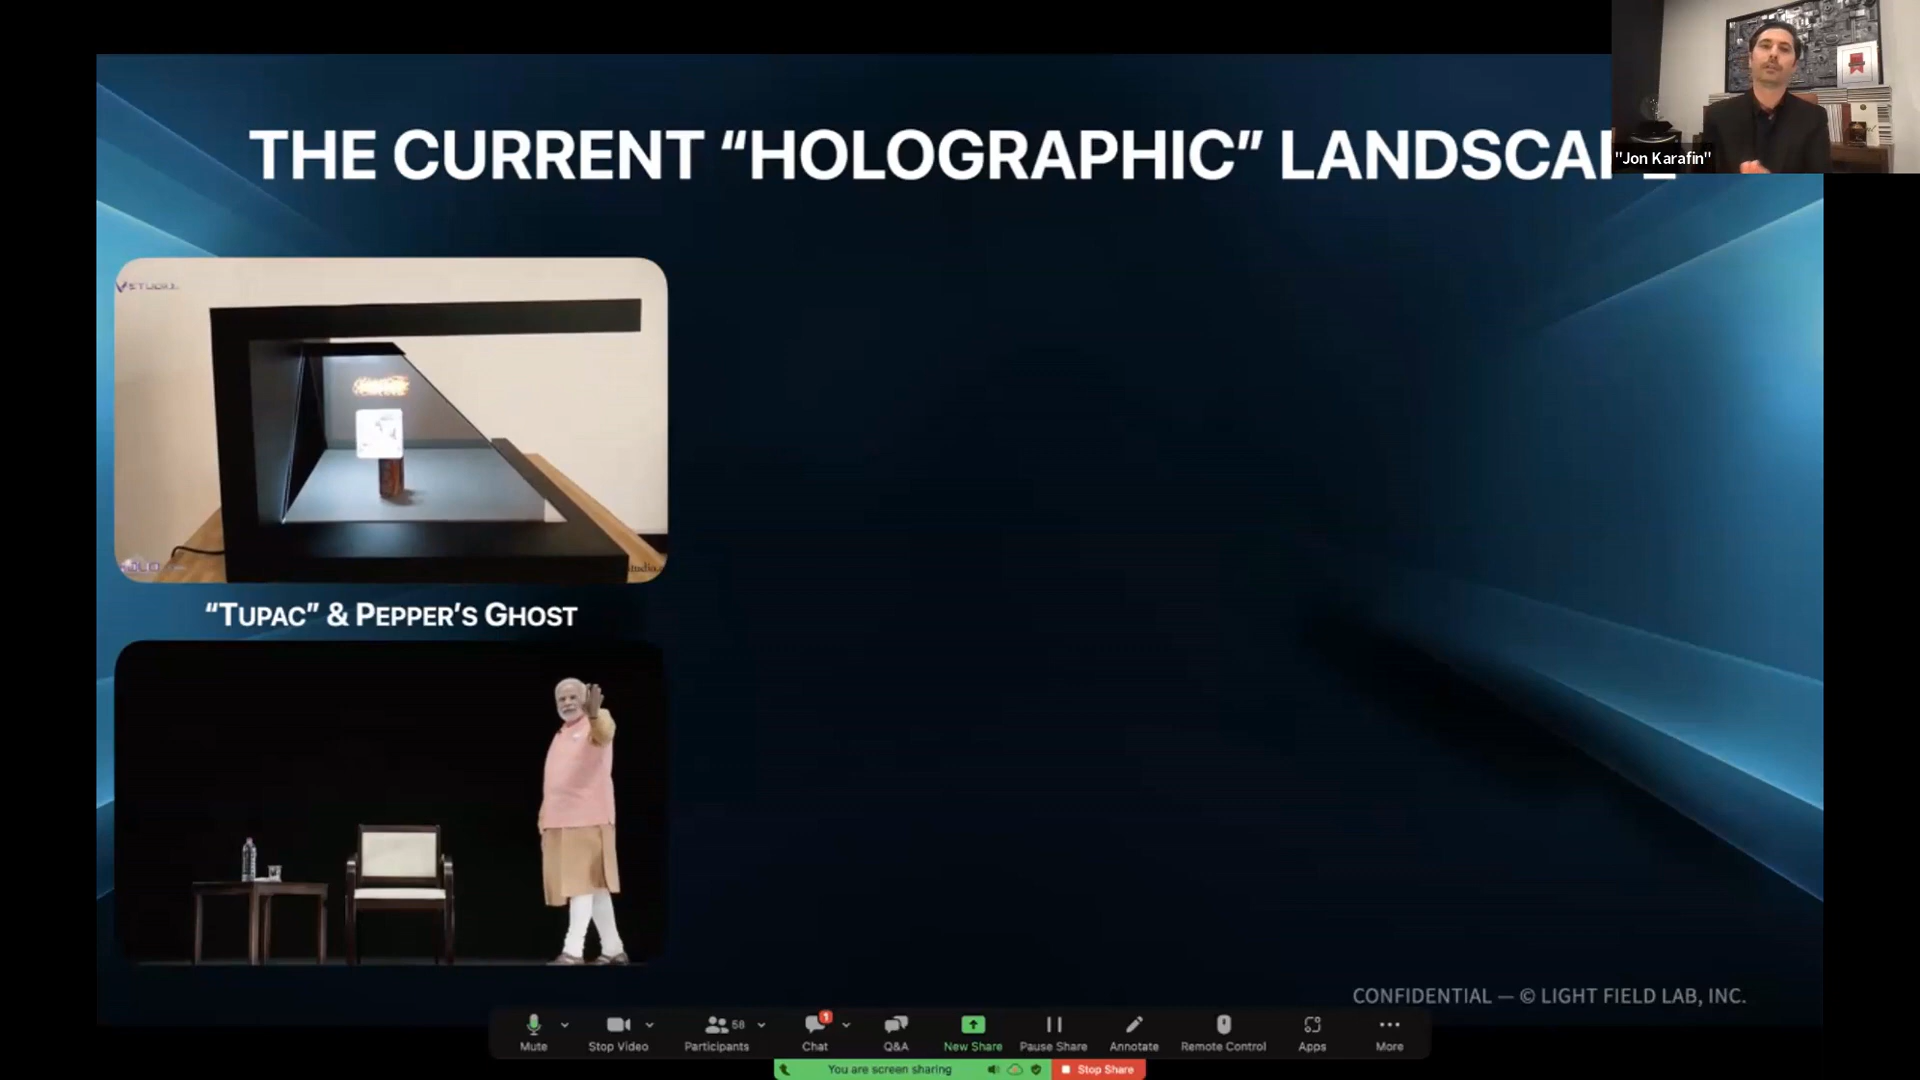 THE CURRENT “HOLOGRAPHIC” LANDSCAPE
"Jon Karafin"
“TUPAC” & PEPPER’S GHOST
CONFIDENTIAL — © LIGHT FIELD LAB, INC.
58
1
Mute
Stop Video
Participants
Chat
Q&A
New Share
Pause Share
Annotate
Remote Control
Apps
More
You are screen sharing
Stop Share